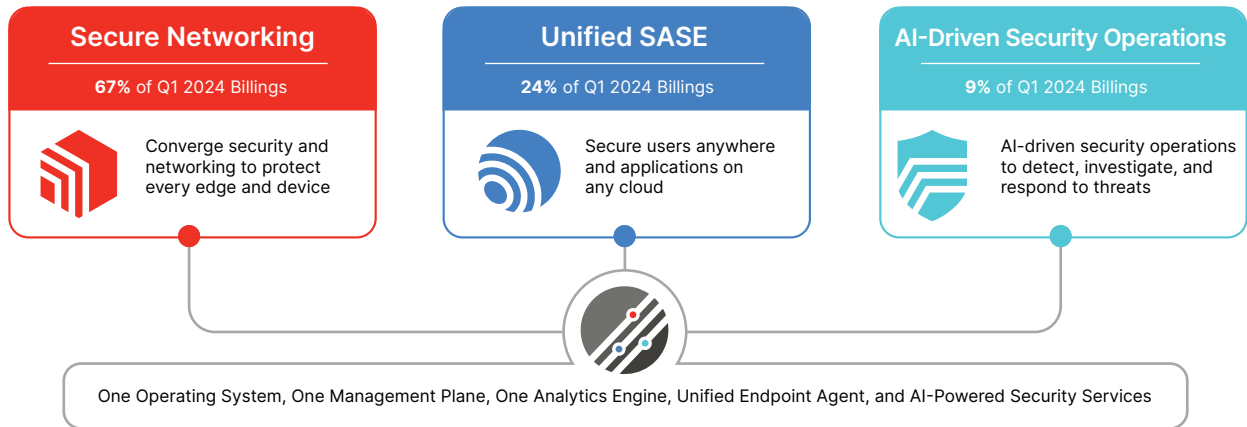 Secure Networking
67% of Q1 2024 Billings
Converge security and
networking to protect
every edge and device
Unified SASE
24% of Q1 2024 Billings
Secure users anywhere
and applications on
any cloud
AI-Driven Security Operations
9% of Q1 2024 Billings
AI-driven security operations
to detect, investigate, and
respond to threats
One Operating System, One Management Plane, One Analytics Engine, Unified Endpoint Agent, and AI-Powered Security Services